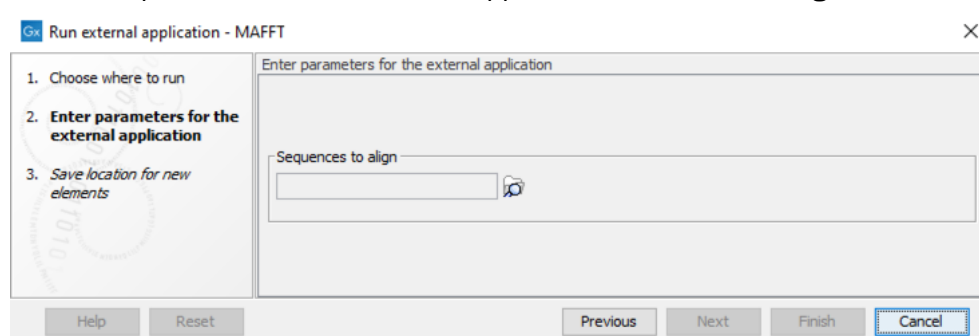 Gx Run external application - MAFFT
1. Choose where to run
2. Enter parameters for the
external application
3. Save location for new
elements
Enter parameters for the external application
Sequences to align
Help Reset Previous Next Finish Cancel